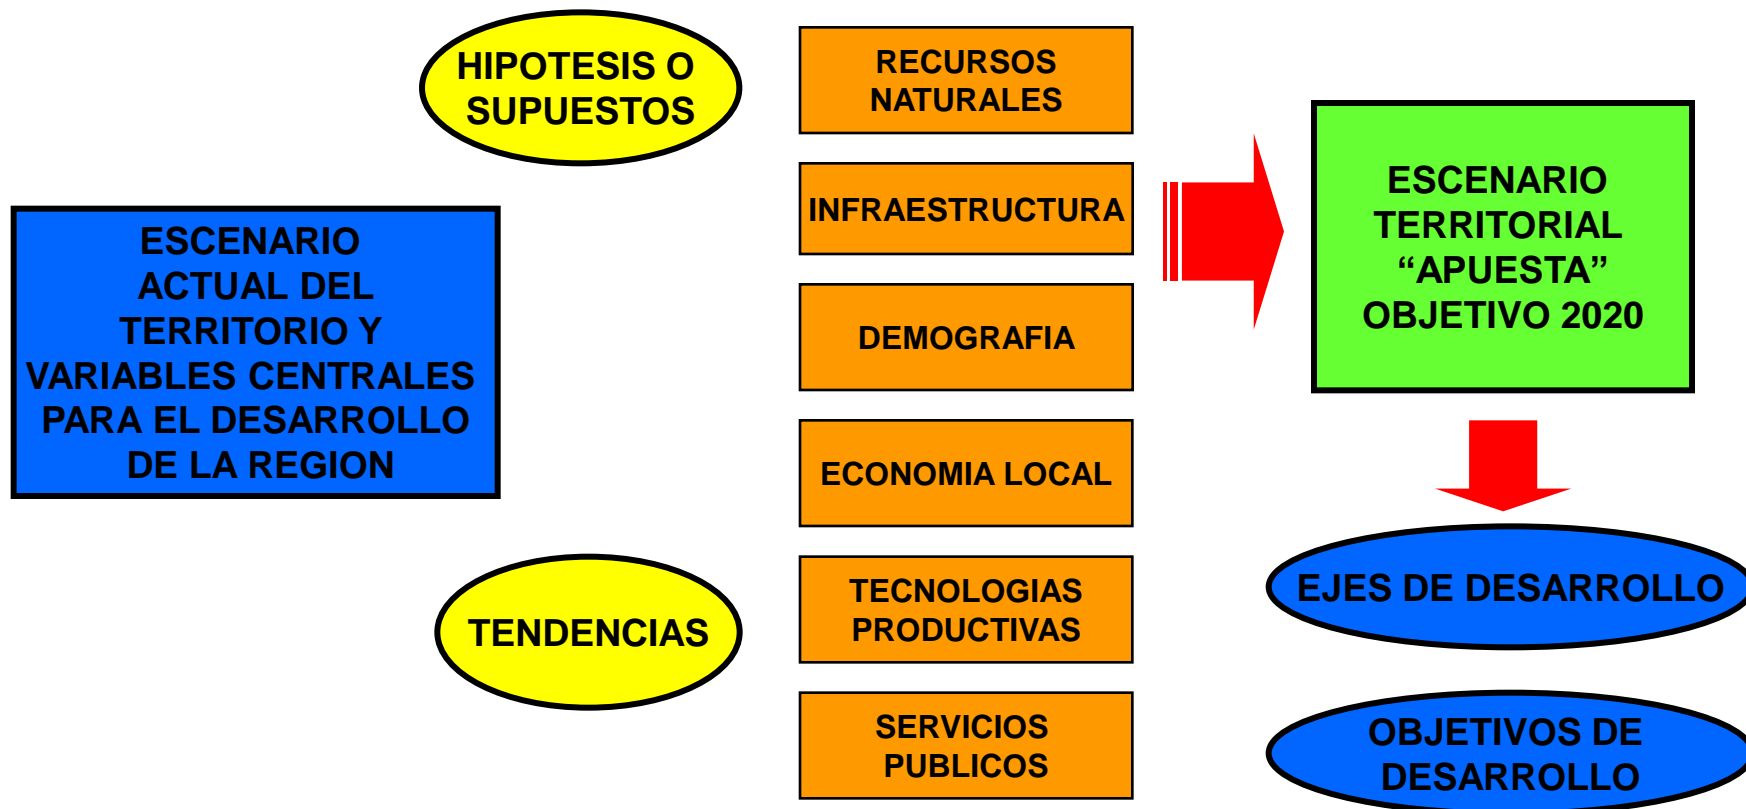 HIPOTESIS O
SUPUESTOS
ESCENARIO
ACTUAL DEL
TERRITORIO Y
VARIABLES CENTRALES
PARA EL DESARROLLO
DE LA REGION
TENDENCIAS
RECURSOS
NATURALES
INFRAESTRUCTURA
DEMOGRAFIA
ECONOMIA LOCAL
TECNOLOGIAS
PRODUCTIVAS
SERVICIOS
PUBLICOS
ESCENARIO
TERRITORIAL
“APUESTA”
OBJETIVO 2020
EJES DE DESARROLLO
OBJETIVOS DE
DESARROLLO